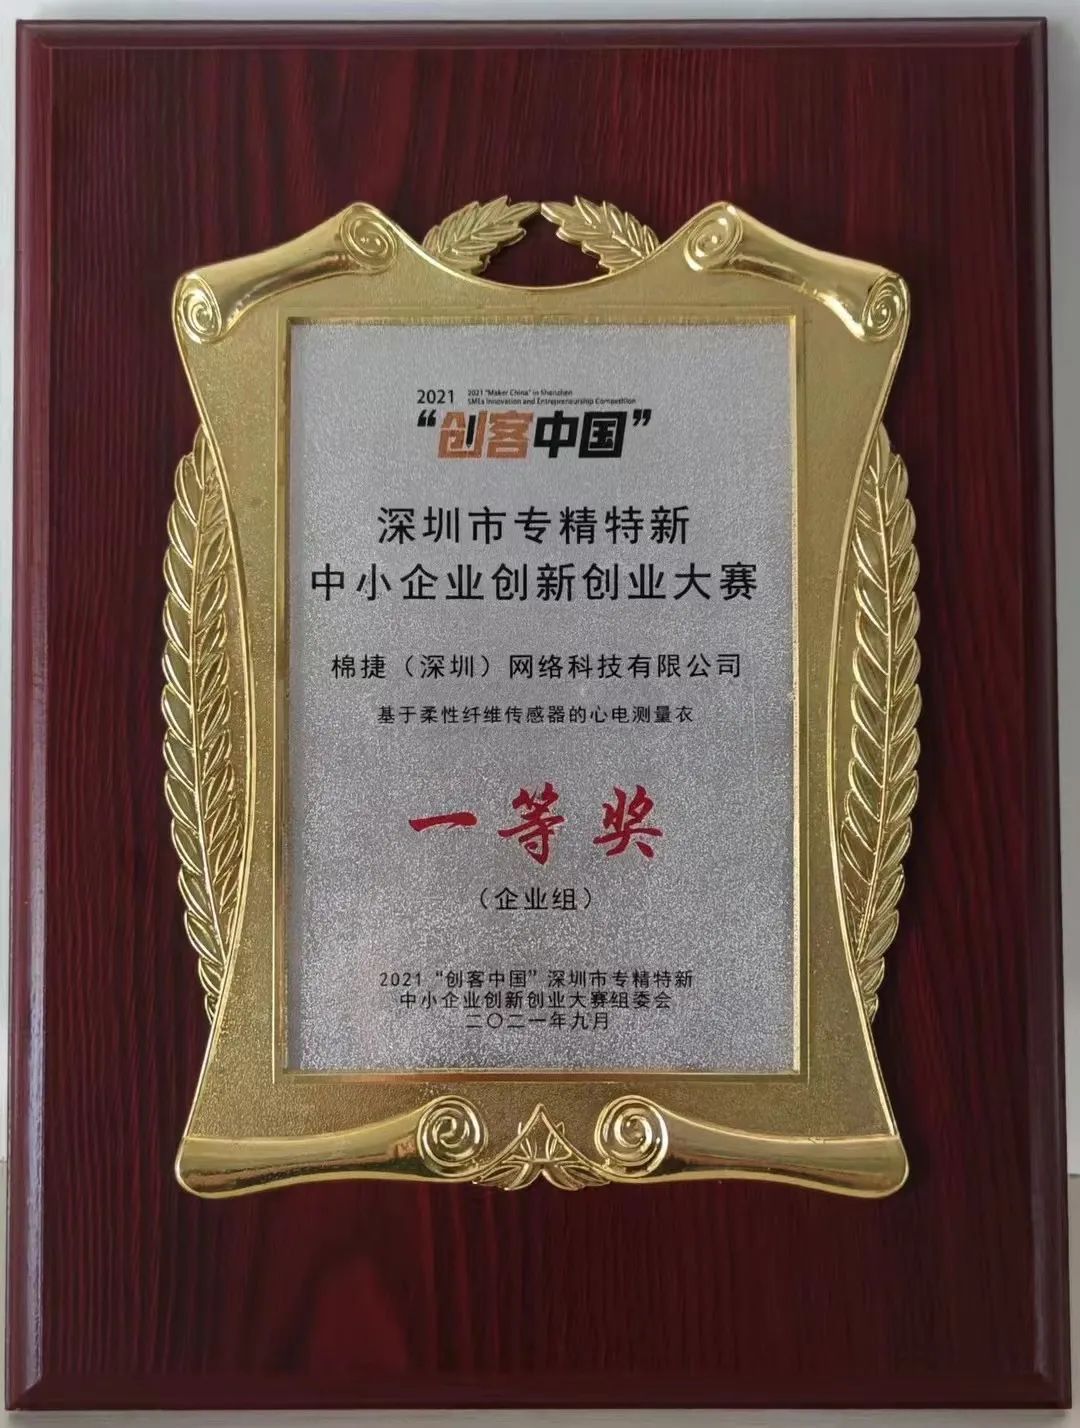 2021
2021 "Maker China" in Shenzhen
SMEs Innovation and Entrepreneurship Competition
“创客中国”
深圳市专精特新
中小企业创新创业大赛
棉捷（深圳）网络科技有限公司
基于柔性纤维传感器的心电测量衣
一等奖
（企业组）
2021“创客中国”深圳市专精特新
中小企业创新创业大赛组委会
二〇二一年九月